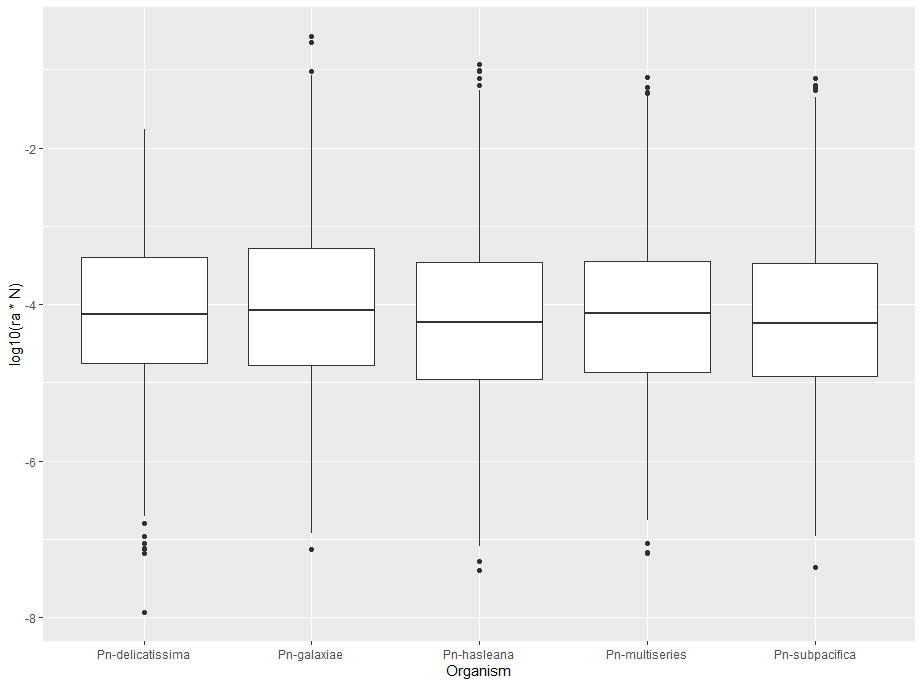 log10(ra * N)
-2
-4
-6
-8
Pn-delicatissima Pn-galaxiae Pn-hasleana Pn-multiseries Pn-subpacifica
Organism